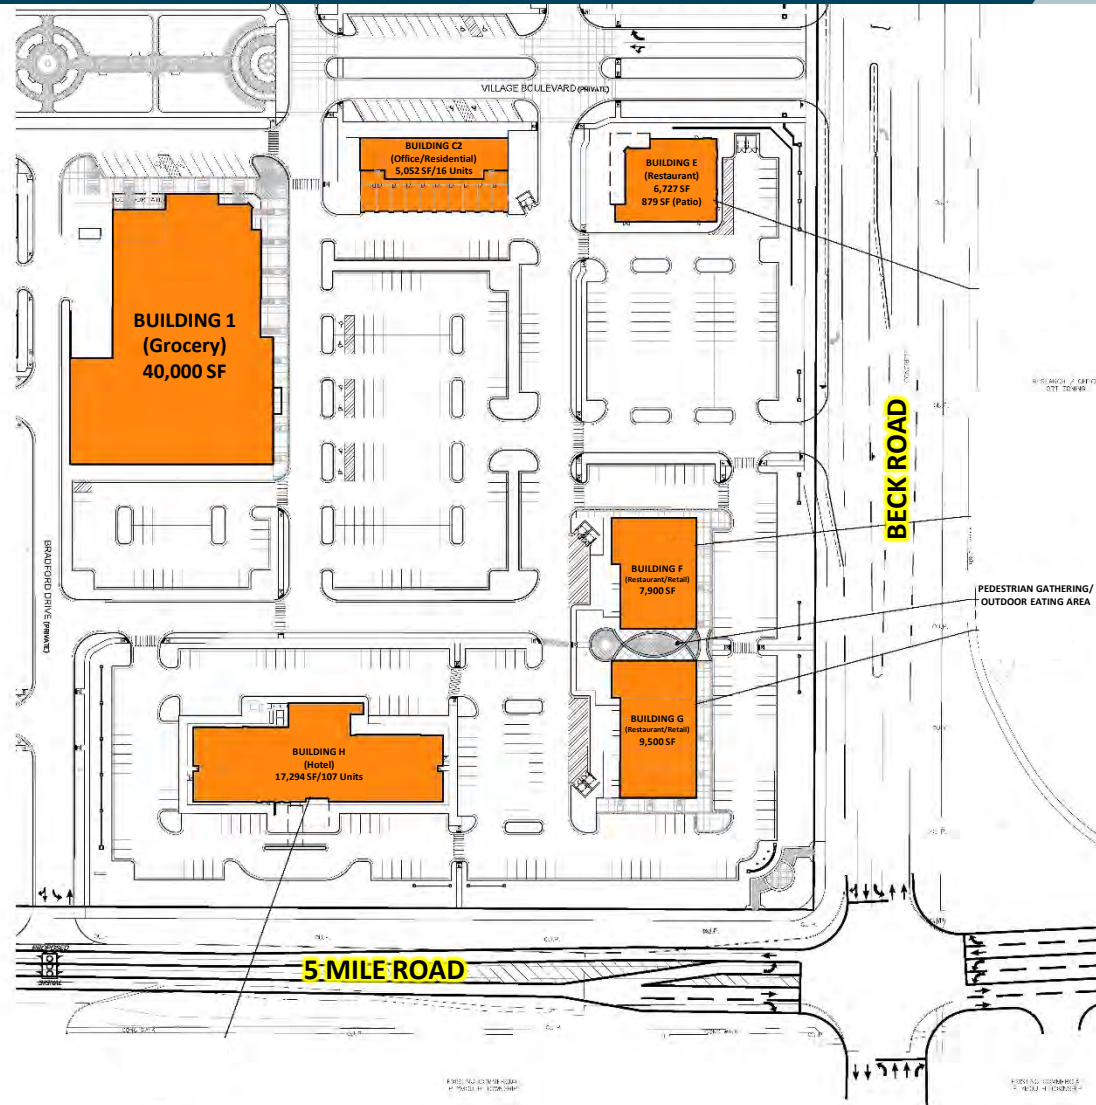 VILLAGE BOULEVARD (PRIVATE)
BUILDING C2
(Office/Residential)
5,052 SF/16 Units
BUILDING E
(Restaurant)
6,727 SF
879 SF (Patio)
BUILDING 1
(Grocery)
40,000 SF
BECK ROAD
BRADFORD DRIVE (PRIVATE)
BUILDING F
(Restaurant/Retail)
7,900 SF
PEDESTRIAN GATHERING/
OUTDOOR EATING AREA
BUILDING G
(Restaurant/Retail)
9,500 SF
BUILDING H
(Hotel)
17,294 SF/107 Units
PROPOSED
SIGNAL
5 MILE ROAD